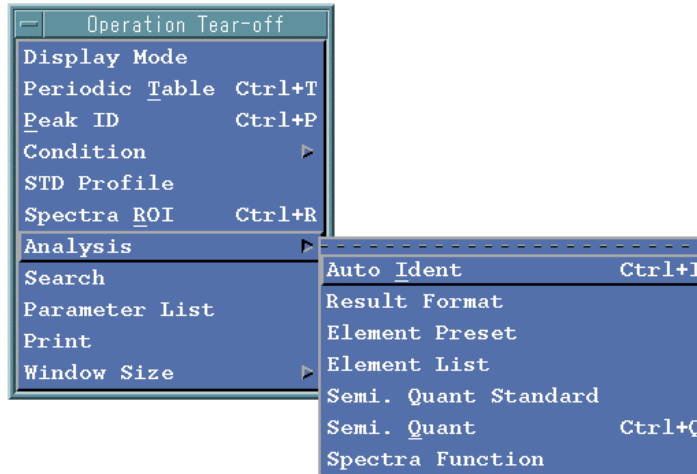 Operation Tear-off
Display Mode
Periodic Table Ctrl+T
Peak ID Ctrl+P
Condition
STD Profile
Spectra ROI Ctrl+R
Analysis
Search
Parameter List
Print
Window Size
Auto Ident Ctrl+I
Result Format
Element Preset
Element List
Semi. Quant Standard
Semi. Quant Ctrl+Q
Spectra Function